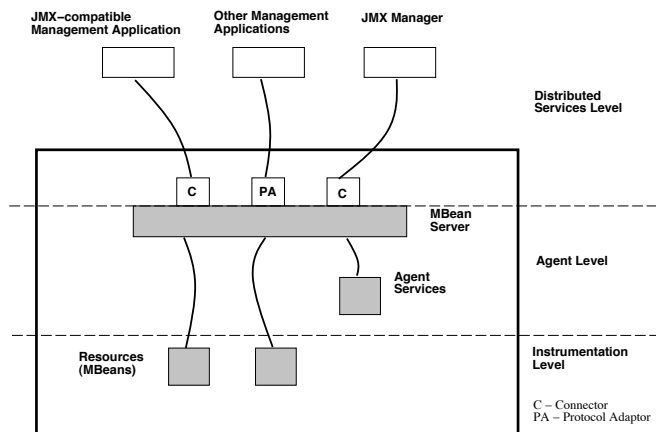 JMX–compatible
Management Application
Other Management
Applications
JMX Manager
Distributed
Services Level
C
PA
C
MBean
Server
Agent Level
Agent
Services
Resources
(MBeans)
Instrumentation
Level
C – Connector
PA – Protocol Adaptor